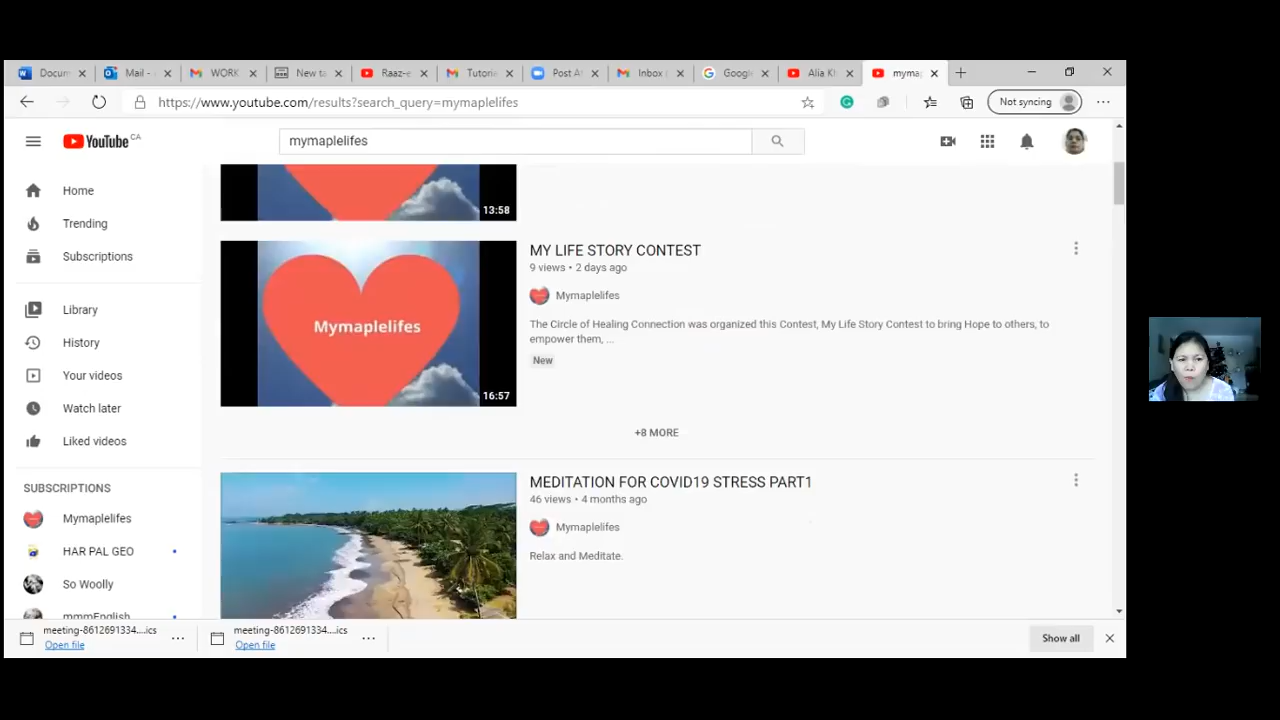 Docum
Mail -
WORK
New ta
Raaz-e
Tutorie
Post At
Inbox (
Google
Alia Kh
mymap
https://www.youtube.com/results?search_query=mymaplelifes
Not syncing
YouTube CA
mymaplelifes
Home
Trending
Subscriptions
Library
History
Your videos
Watch later
Liked videos
SUBSCRIPTIONS
Mymaplelifes
HAR PAL GEO
So Woolly
mmmEnglish
13:58
Mymaplelifes
16:57
MY LIFE STORY CONTEST
9 views • 2 days ago
Mymaplelifes
The Circle of Healing Connection was organized this Contest, My Life Story Contest to bring Hope to others, to
empower them, ...
New
+8 MORE
MEDITATION FOR COVID19 STRESS PART1
46 views • 4 months ago
Mymaplelifes
Relax and Meditate.
meeting-8612691334....ics
Open file
meeting-8612691334....ics
Open file
Show all